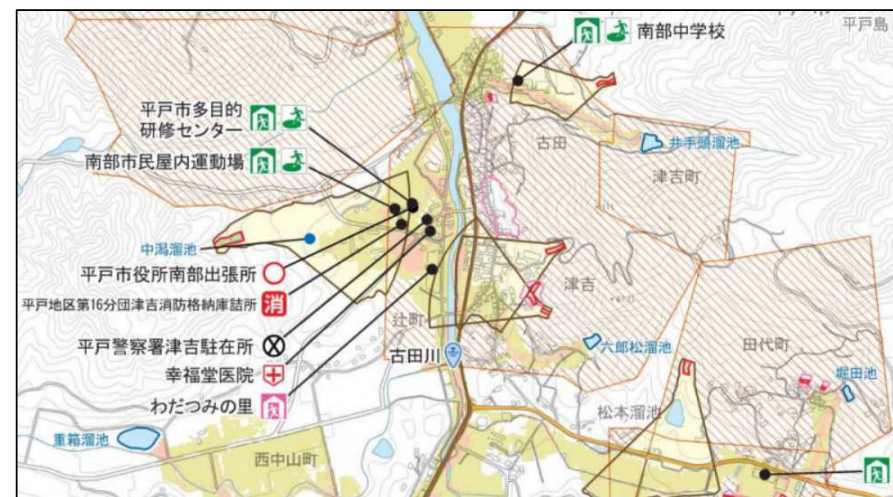 平戸島
南部中学校
平戸市多目的
研修センター
古田
井手頭溜池
南部市民屋内運動場
津吉町
中潟溜池
平戸市役所南部出張所
津吉
平戸地区第16分団津吉消防格納庫詰所
消
辻町
平戸警察署津吉駐在所
古田川
六郎松溜池
田代町
幸福堂医院
堀田池
わだつみの里
松本溜池
重箱溜池
西中山町